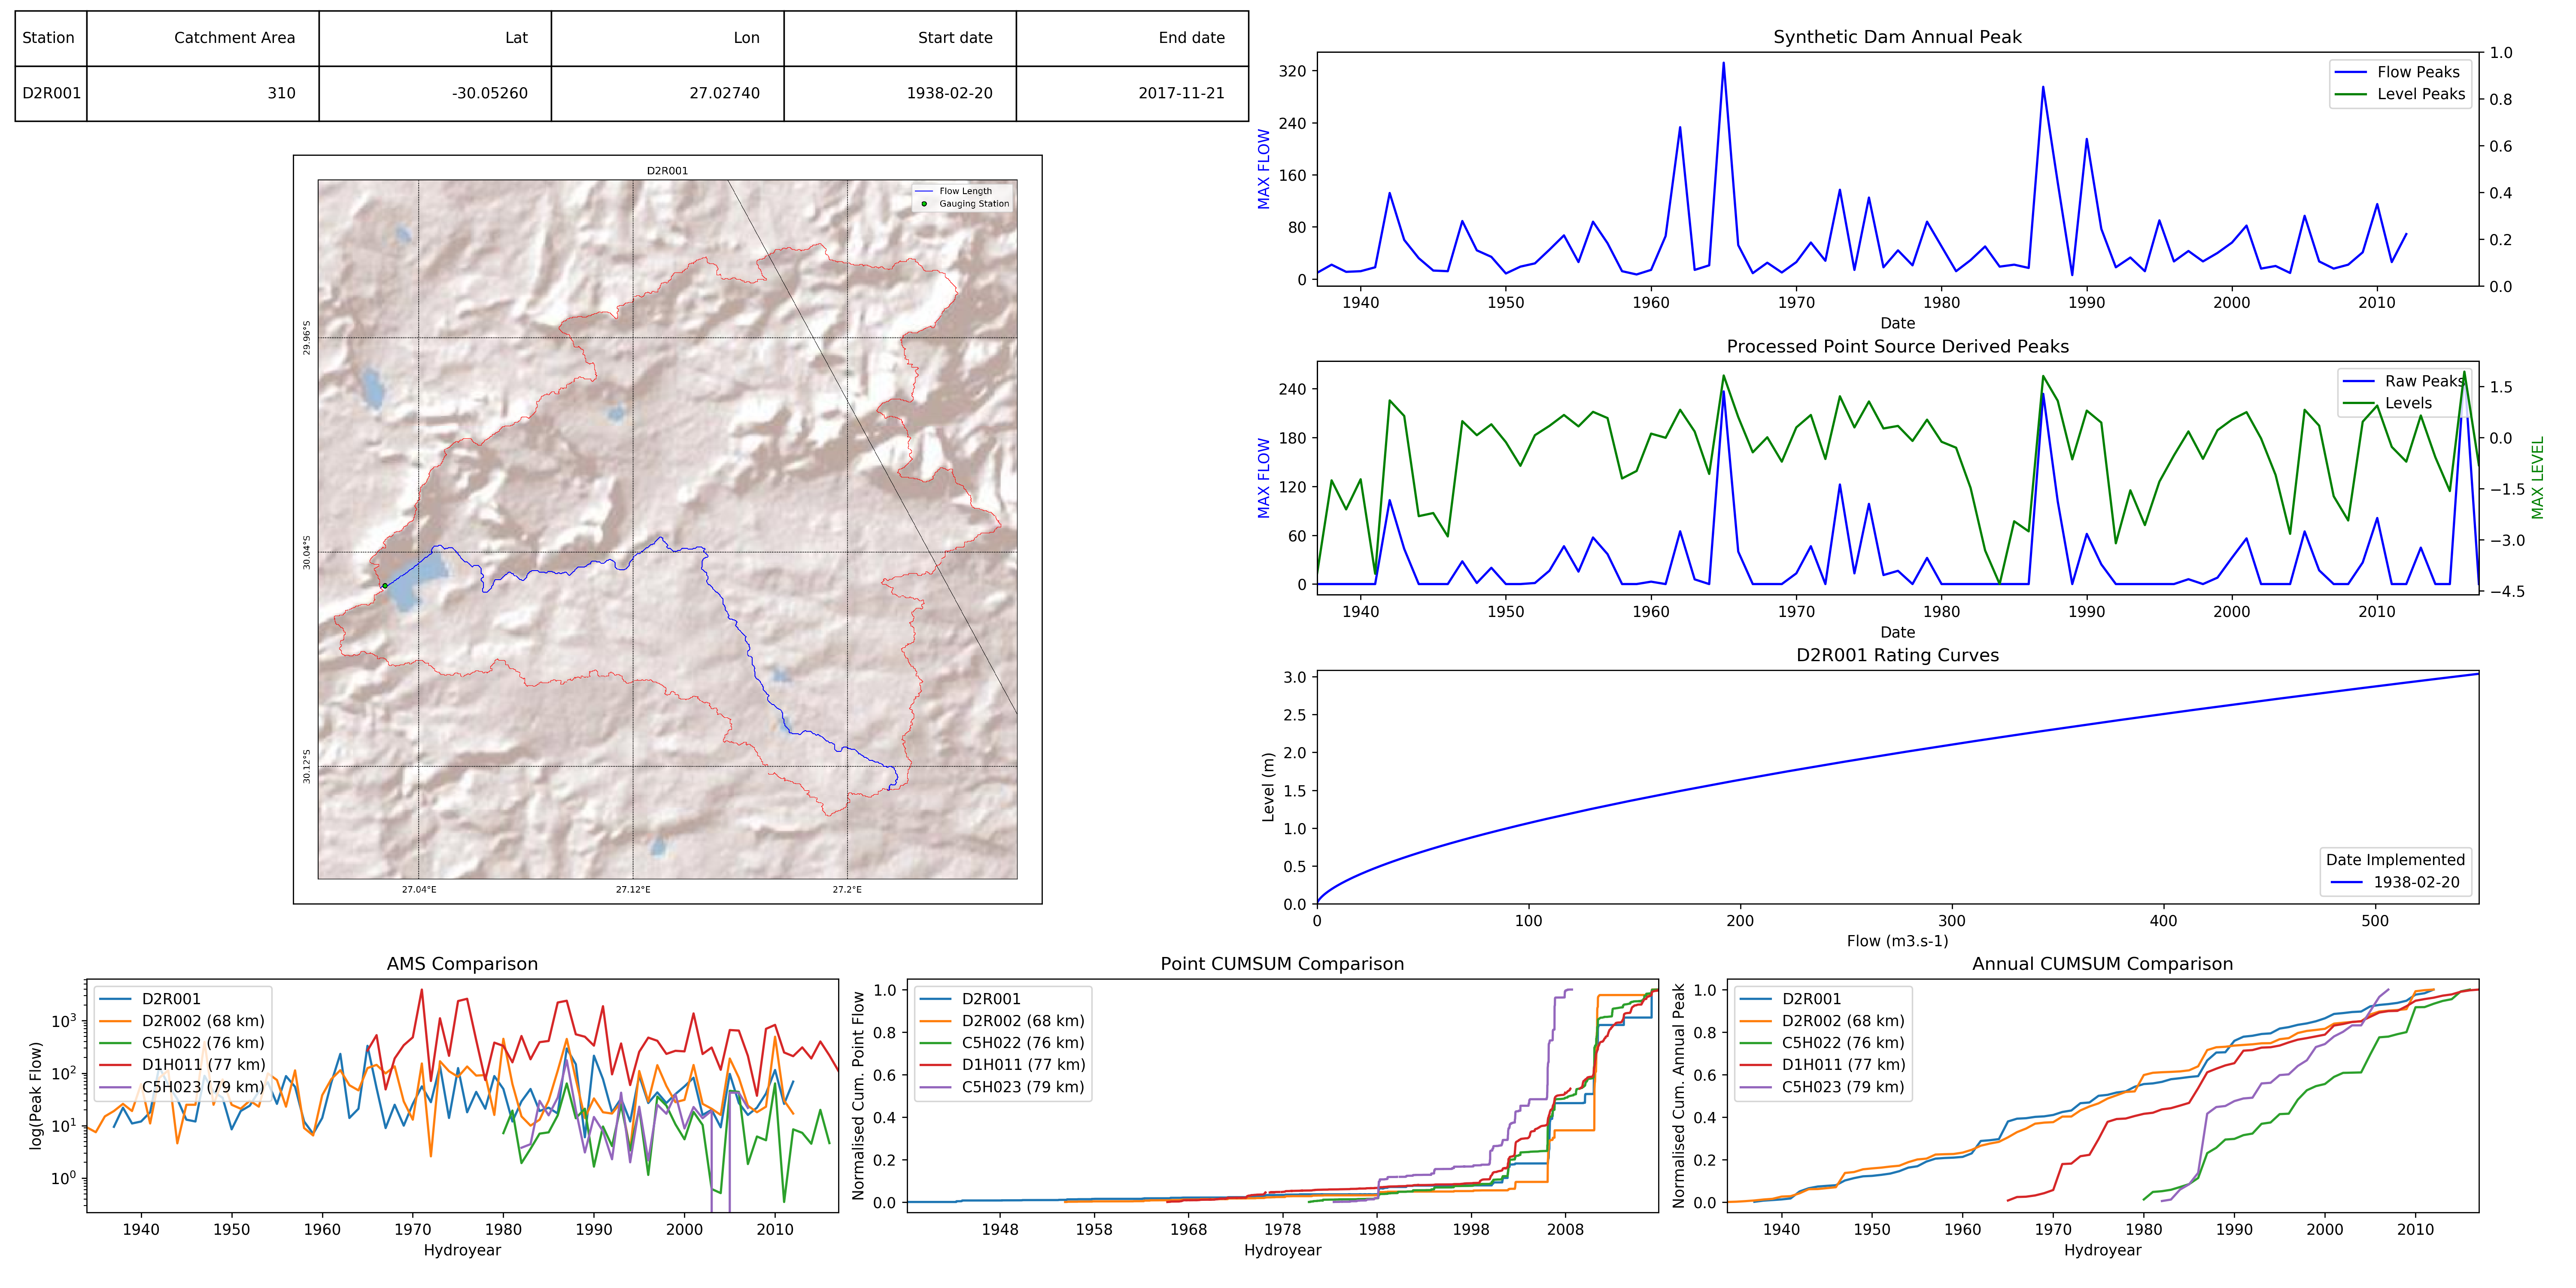 Station Catchment Area Lat Lon Start date End date
D2R001 310 -30.05260 27.02740 1938-02-20 2017-11-21
D2R001
Flow Length
Gauging Station
29.96°S
30.04°S
30.12°S
27.04°E 27.12°E 27.2°E
Synthetic Dam Annual Peak
MAX FLOW
320
240
160
80
0
1.0
0.8
0.6
0.4
0.2
0.0
Flow Peaks
Level Peaks
1940 1950 1960 1970 1980 1990 2000 2010
Date
Processed Point Source Derived Peaks
MAX FLOW
240
180
120
60
0
1.5
0.0
−1.5
−3.0
−4.5
MAX LEVEL
Raw Peaks
Levels
1940 1950 1960 1970 1980 1990 2000 2010
Date
D2R001 Rating Curves
Level (m)
3.0
2.5
2.0
1.5
1.0
0.5
0.0
Date Implemented
1938-02-20
0 100 200 300 400 500
Flow (m3.s-1)
AMS Comparison
log(Peak Flow)
10³
10²
10¹
10⁰
D2R001
D2R002 (68 km)
C5H022 (76 km)
D1H011 (77 km)
C5H023 (79 km)
1940 1950 1960 1970 1980 1990 2000 2010
Hydroyear
Point CUMSUM Comparison
Normalised Cum. Point Flow
1.0
0.8
0.6
0.4
0.2
0.0
D2R001
D2R002 (68 km)
C5H022 (76 km)
D1H011 (77 km)
C5H023 (79 km)
1948 1958 1968 1978 1988 1998 2008
Hydroyear
Annual CUMSUM Comparison
Normalised Cum. Annual Peak
1.0
0.8
0.6
0.4
0.2
0.0
D2R001
D2R002 (68 km)
C5H022 (76 km)
D1H011 (77 km)
C5H023 (79 km)
1940 1950 1960 1970 1980 1990 2000 2010
Hydroyear